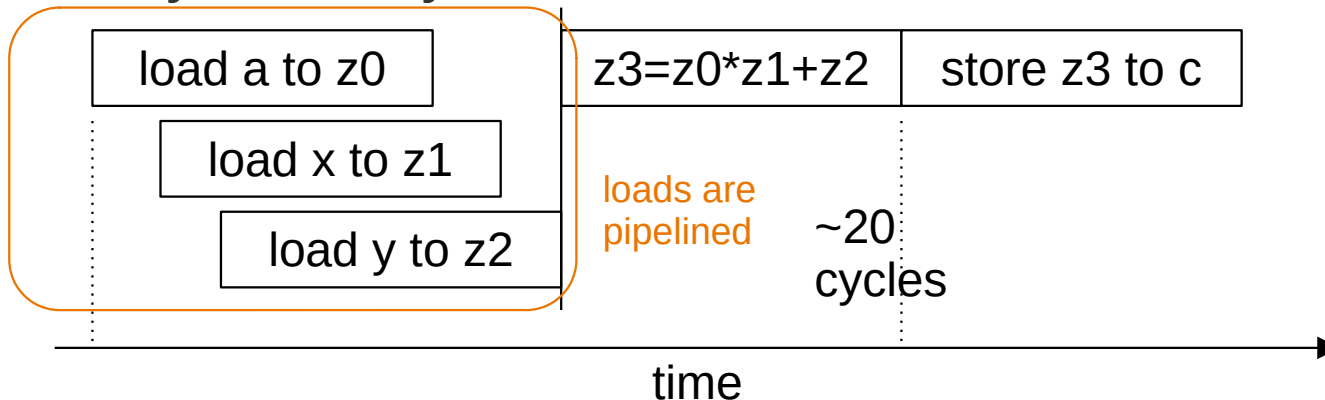 load a to z0
z3=z0*z1+z2
store z3 to c
load x to z1
loads are
pipelined
~20
cycles
load y to z2
time